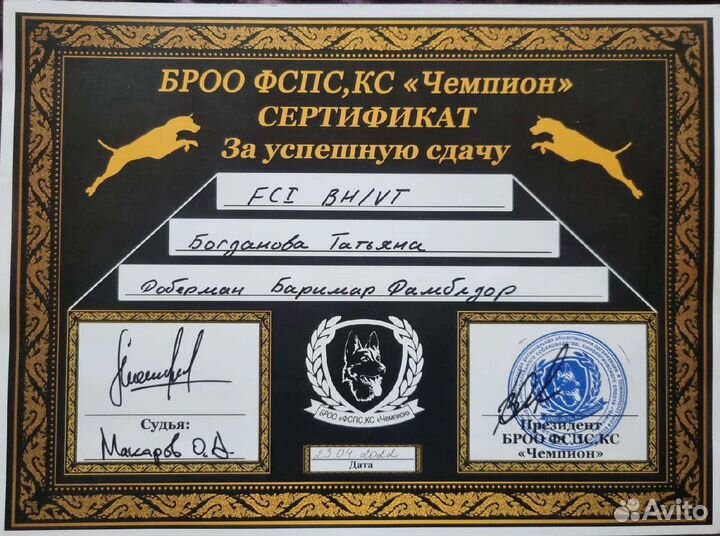 БРОО ФСПС,КС «Чемпион»
СЕРТИФИКАТ
За успешную сдачу
FCI BH/VT
Богданова Татьяна
Доберман Баримар Дамблдор
Судья:
Макаров О.А.
БРОО «ФСПС,КС «Чемпион»
23 04 2022
Дата
Президент
БРОО ФСПС,КС
«Чемпион»
Avito